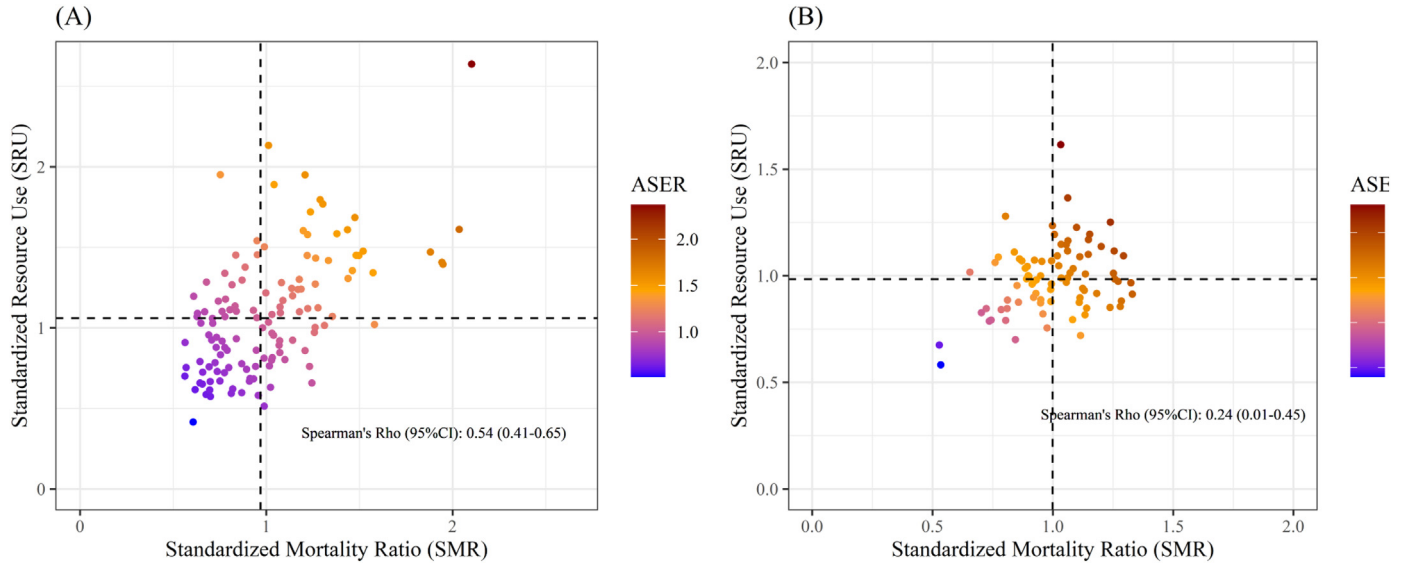 (A)
Standardized Resource Use (SRU)
2
1
0
0
1
2
Standardized Mortality Ratio (SMR)
Spearman's Rho (95%CI): 0.54 (0.41-0.65)
ASER
2.0
1.5
1.0
(B)
Standardized Resource Use (SRU)
2.0
1.5
1.0
0.5
0.0
0.0
0.5
1.0
1.5
2.0
Standardized Mortality Ratio (SMR)
Spearman's Rho (95%CI): 0.24 (0.01-0.45)
ASE